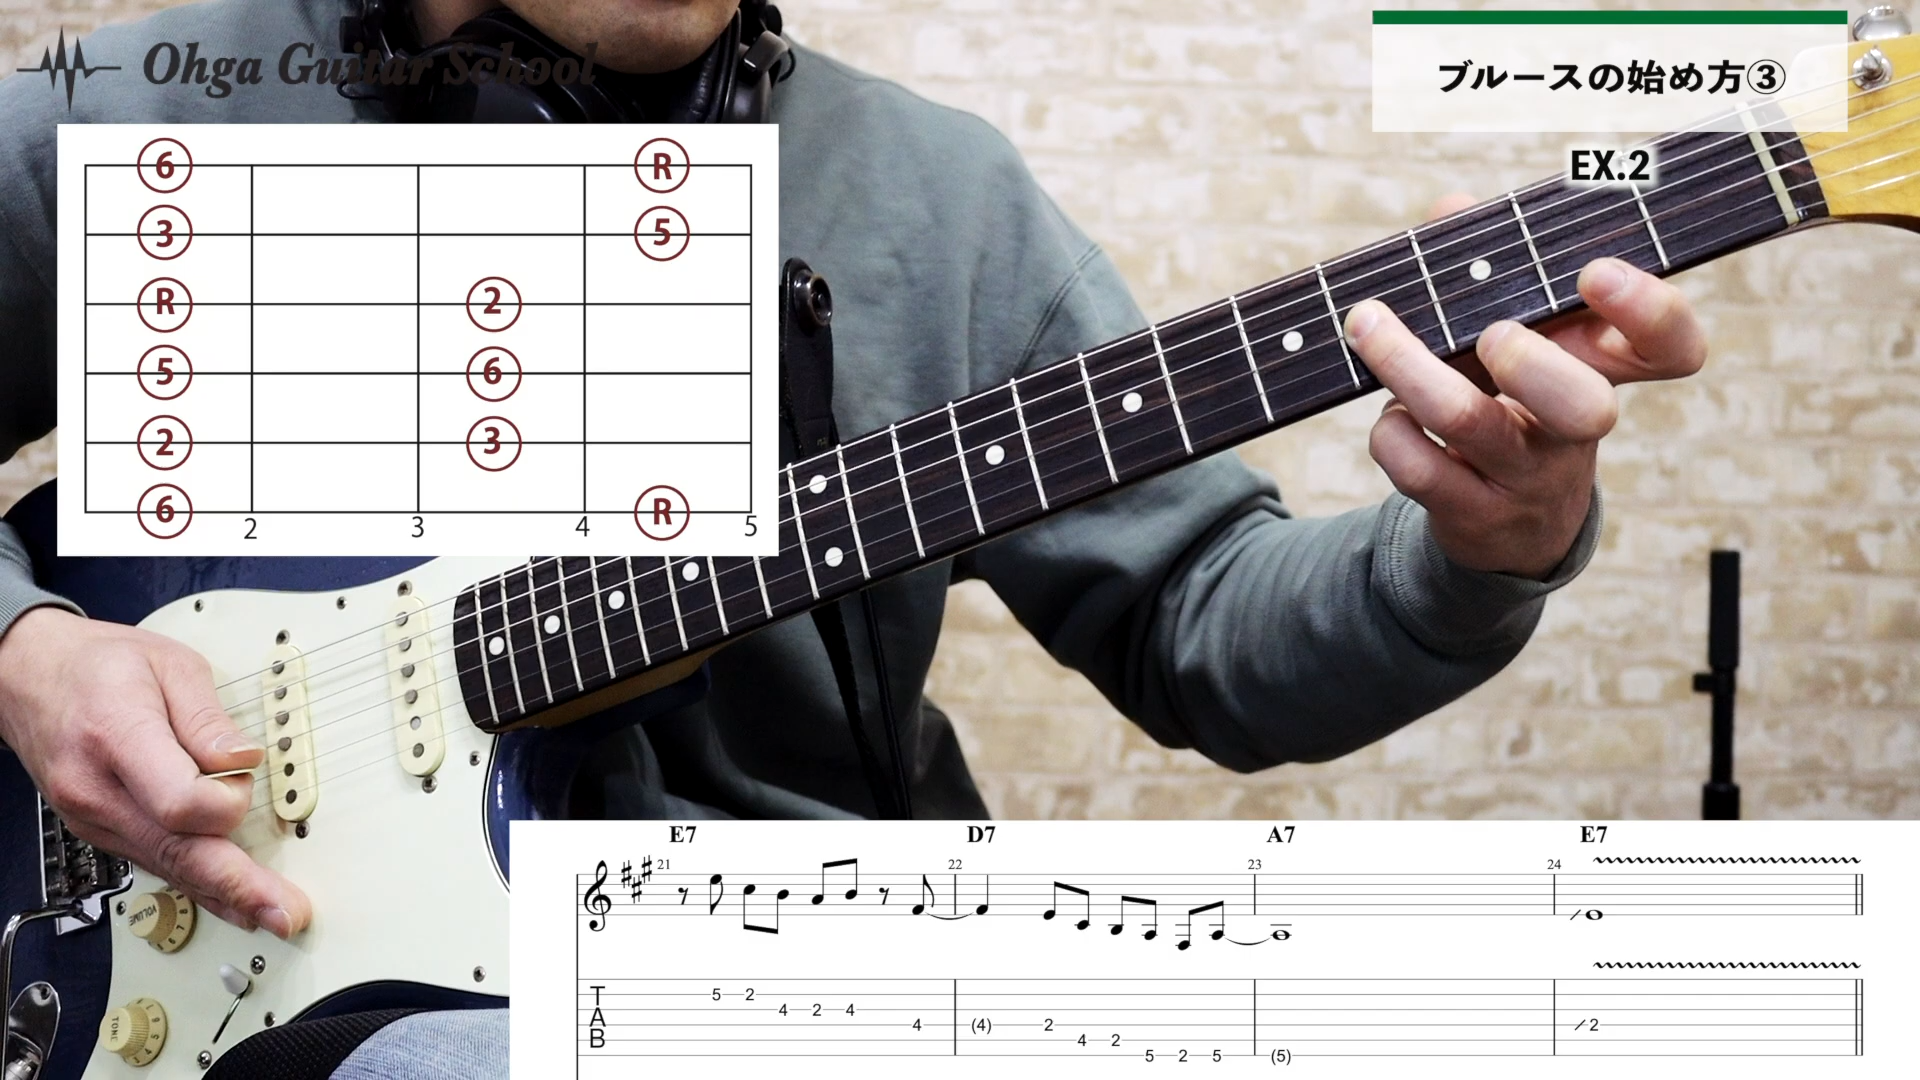 Ohga Guitar School
ブルースの始め方③
EX.2
6 R
3 5
R 2
5 6
2 3
6 R
2 3 4 5
E7 D7 A7 E7
21 22 23 24
T
A
B
5 2
4 2 4
4 (4) 2 2
4 2
5 2 5 (5)
VOLUME
TONE